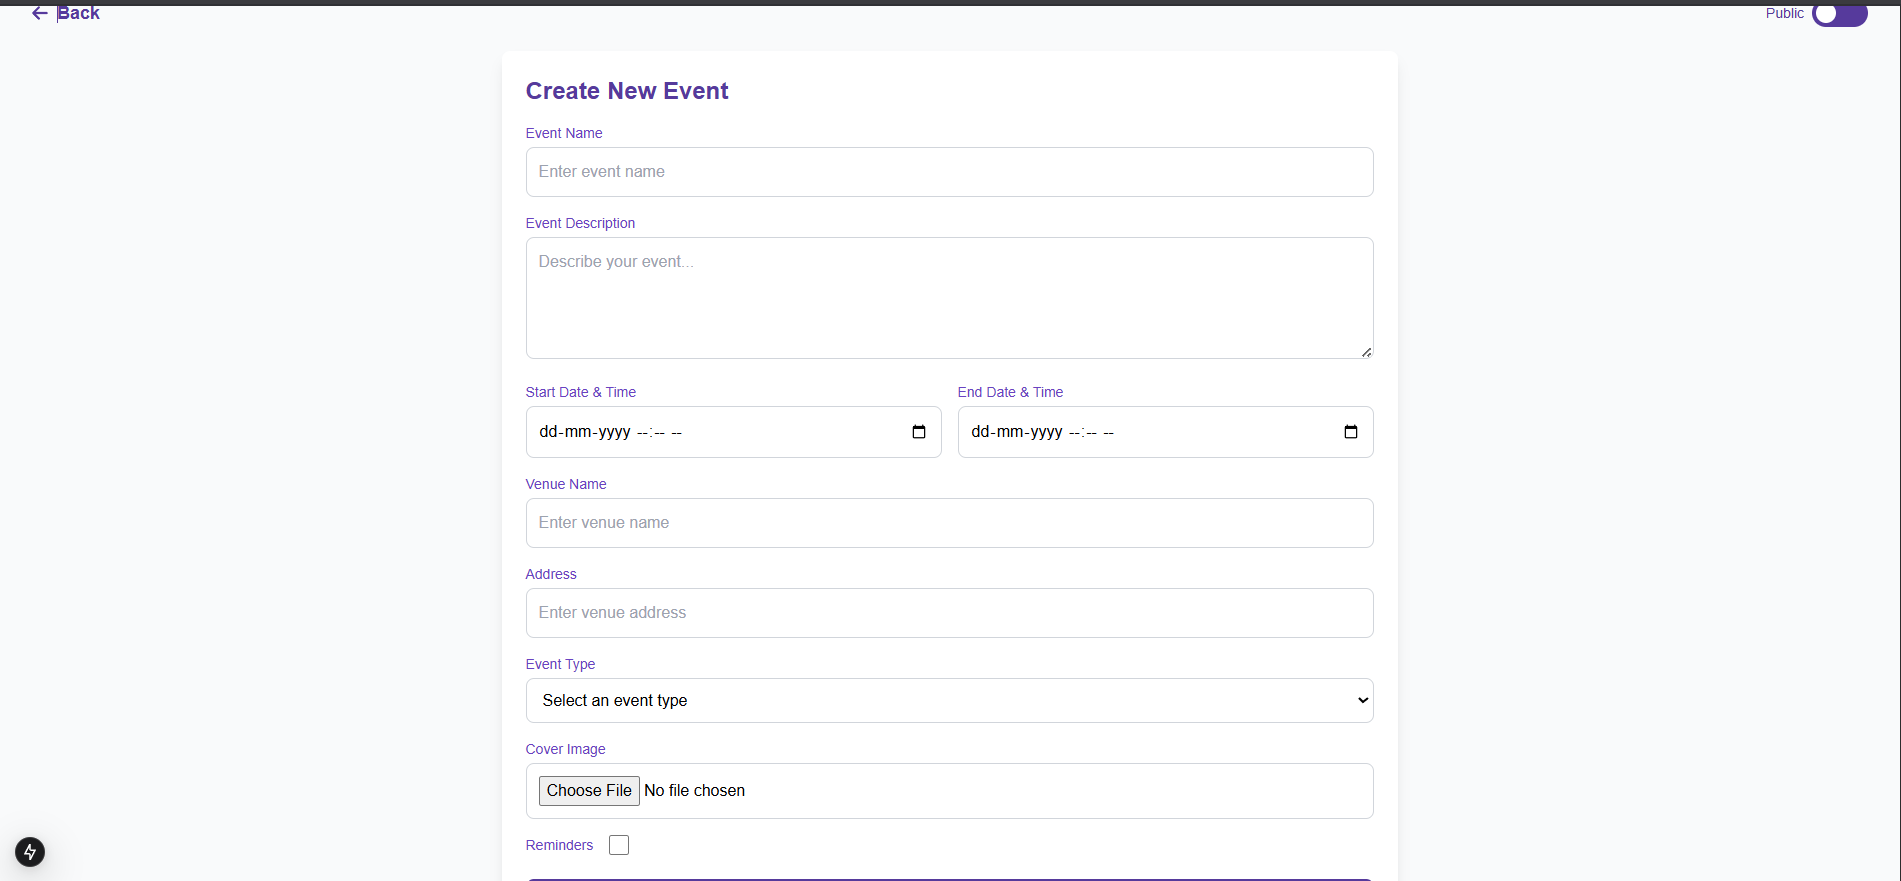 Back
Public
Create New Event
Event Name
Enter event name
Event Description
Describe your event...
Start Date & Time
End Date & Time
dd-mm-yyyy --:-- --
dd-mm-yyyy --:-- --
Venue Name
Enter venue name
Address
Enter venue address
Event Type
Select an event type
Cover Image
Choose File No file chosen
Reminders